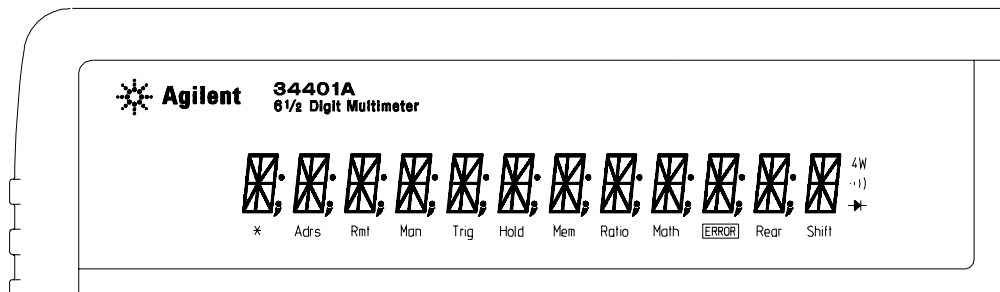 Agilent 34401A
6½ Digit Multimeter
4W
* Adrs Rmt Man Trig Hold Mem Ratio Math ERROR Rear Shift